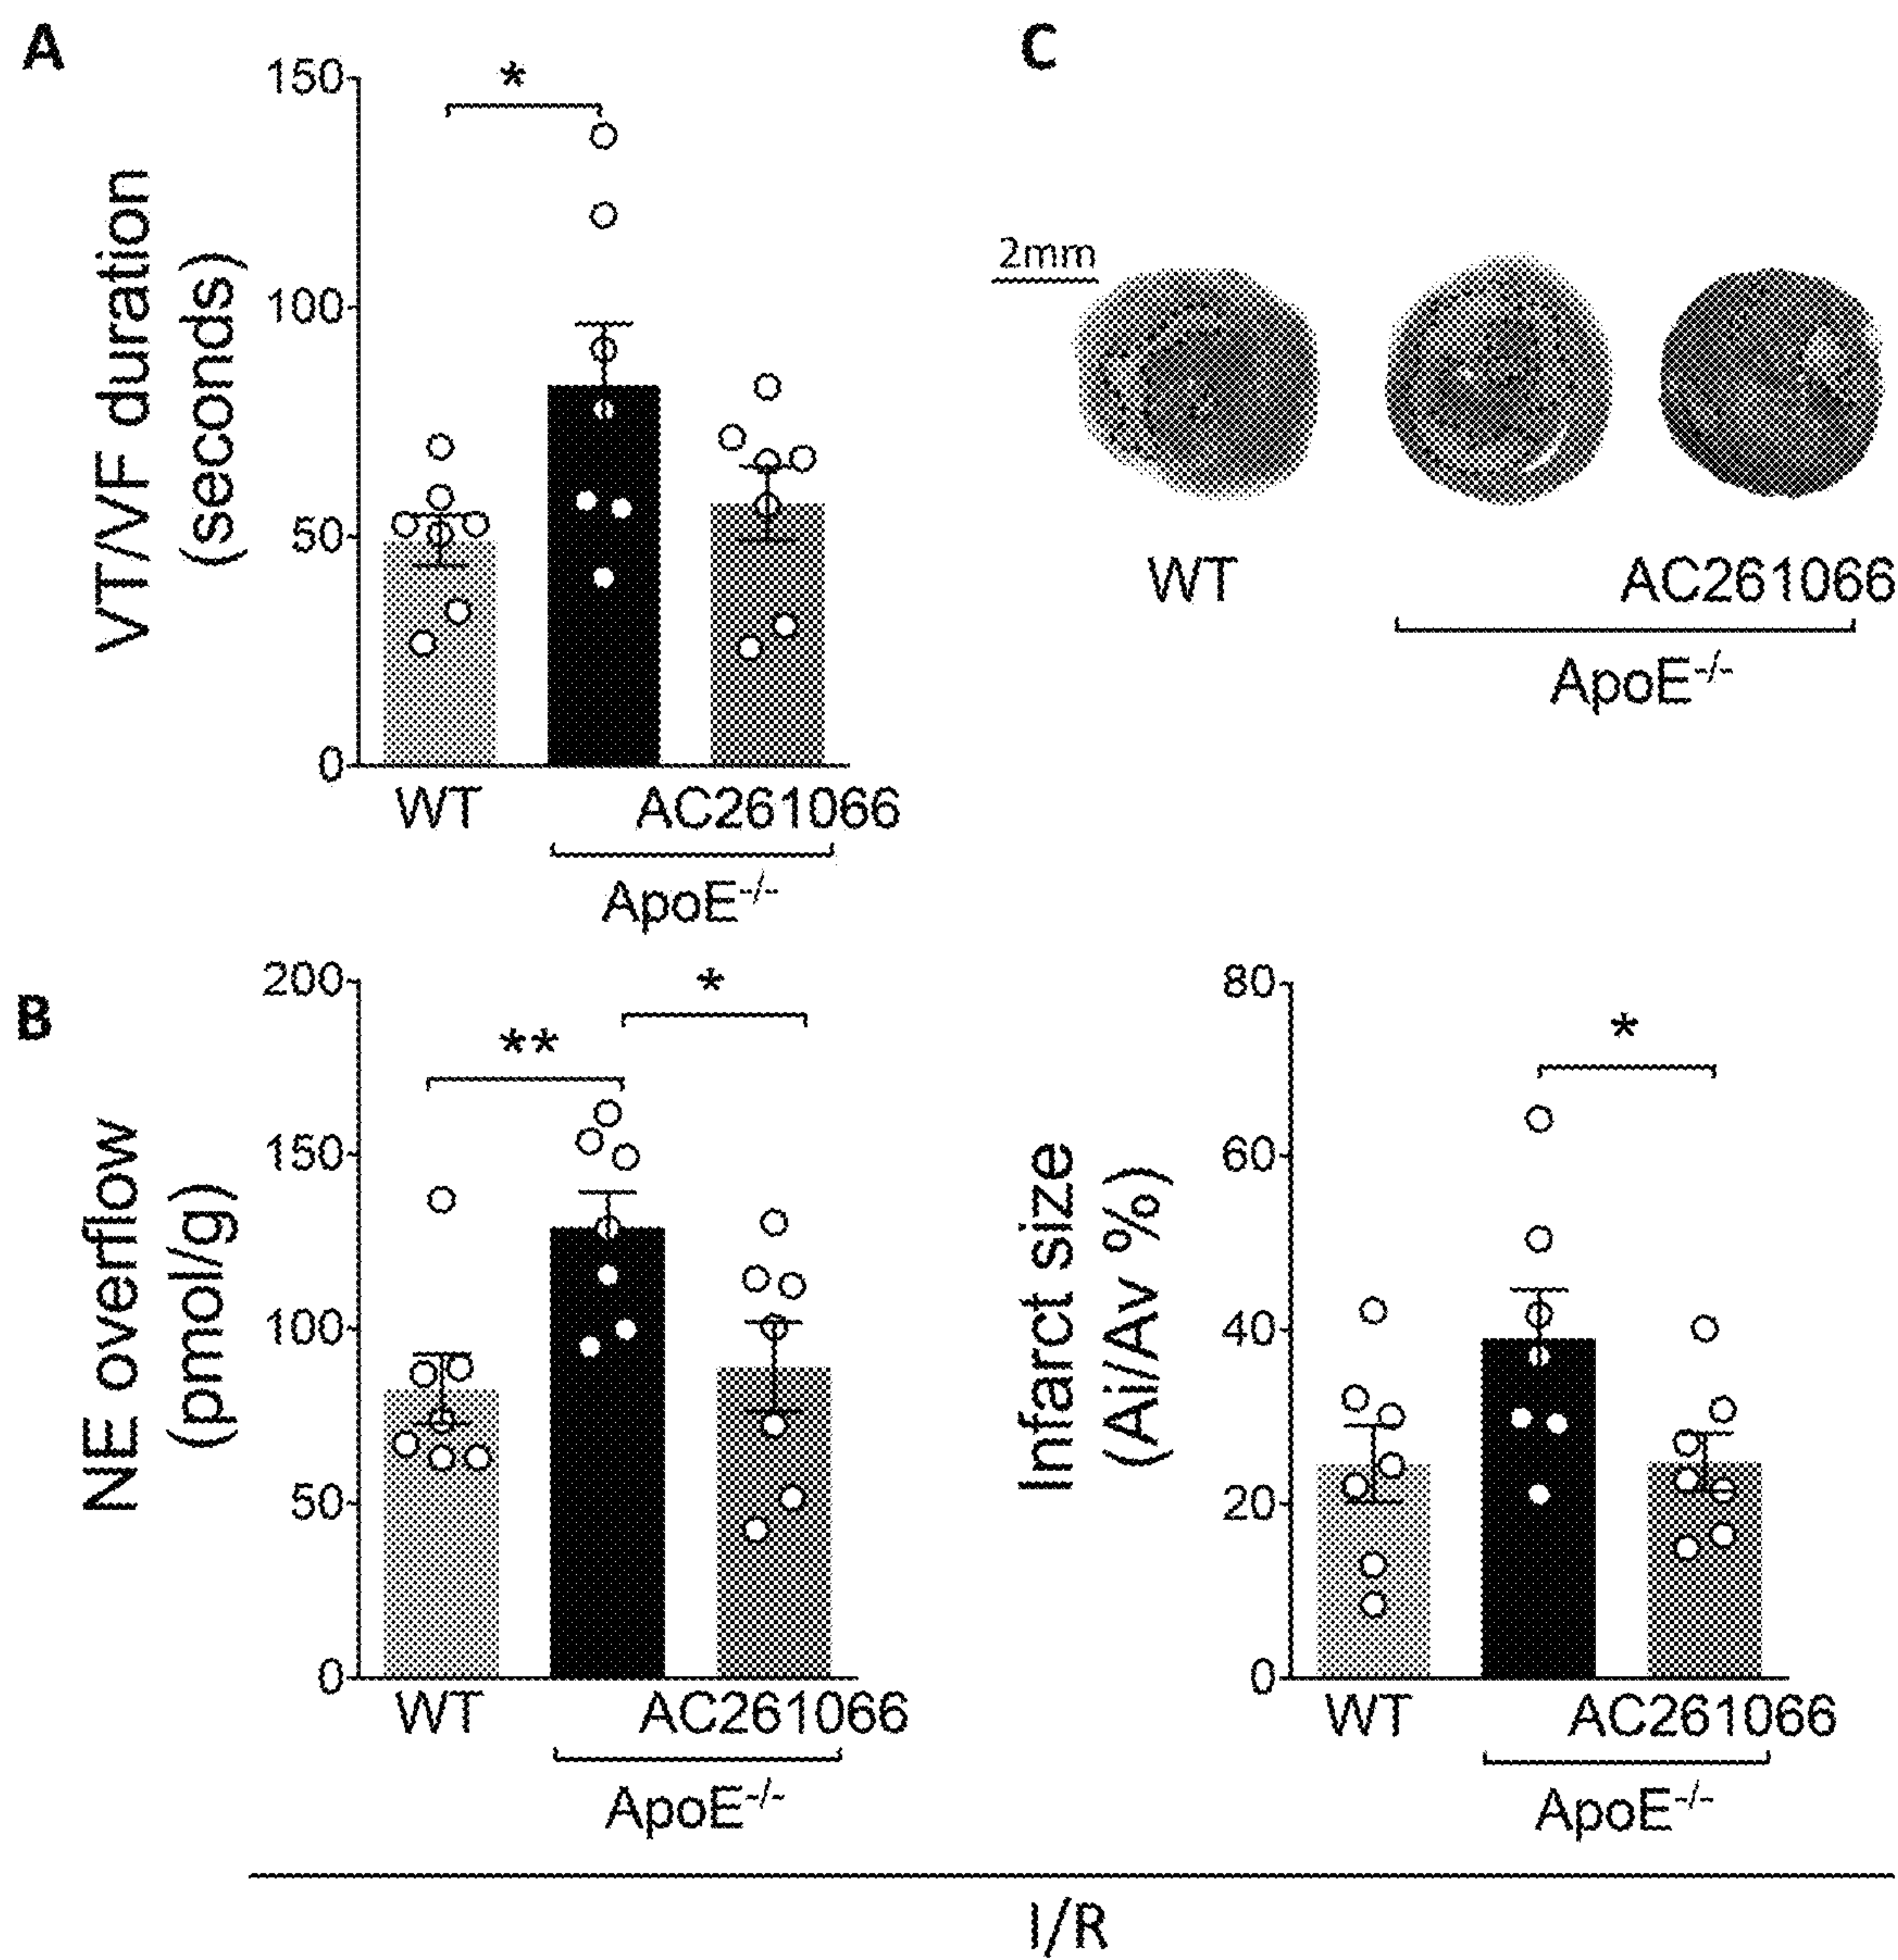 A
VT/VF duration
(seconds)
150
100
50
0
*
WT
AC261066
ApoE-/-
C
2mm
WT
AC261066
ApoE-/-
B
NE overflow
(pmol/g)
200
150
100
50
0
**
*
WT
AC261066
ApoE-/-
Infarct size
(Ai/Av %)
80
60
40
20
0
*
WT
AC261066
ApoE-/-
I/R